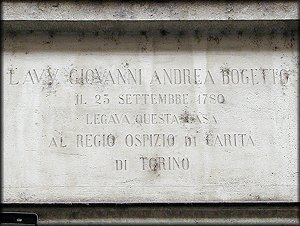 L'AVV. GIOVANNI ANDREA BOGETTO
IL 25 SETTEMBRE 1780
LEGAVA QUESTA CASA
AL REGIO OSPIZIO di CARITÀ
di TORINO